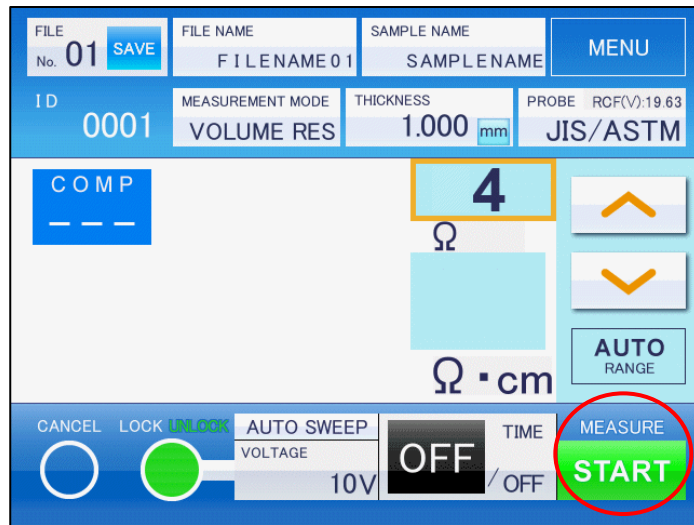 FILE
No. 01 SAVE
FILE NAME
FILENAME01
SAMPLE NAME
SAMPLENAME
MENU
ID
0001
MEASUREMENT MODE
VOLUME RES
THICKNESS
1.000 mm
PROBE RCF(V):19.63
JIS/ASTM
COMP
---
4
Ω
Ω・cm
AUTO
RANGE
CANCEL LOCK UNLOOK
AUTO SWEEP
VOLTAGE
10V
OFF
TIME
/OFF
MEASURE
START